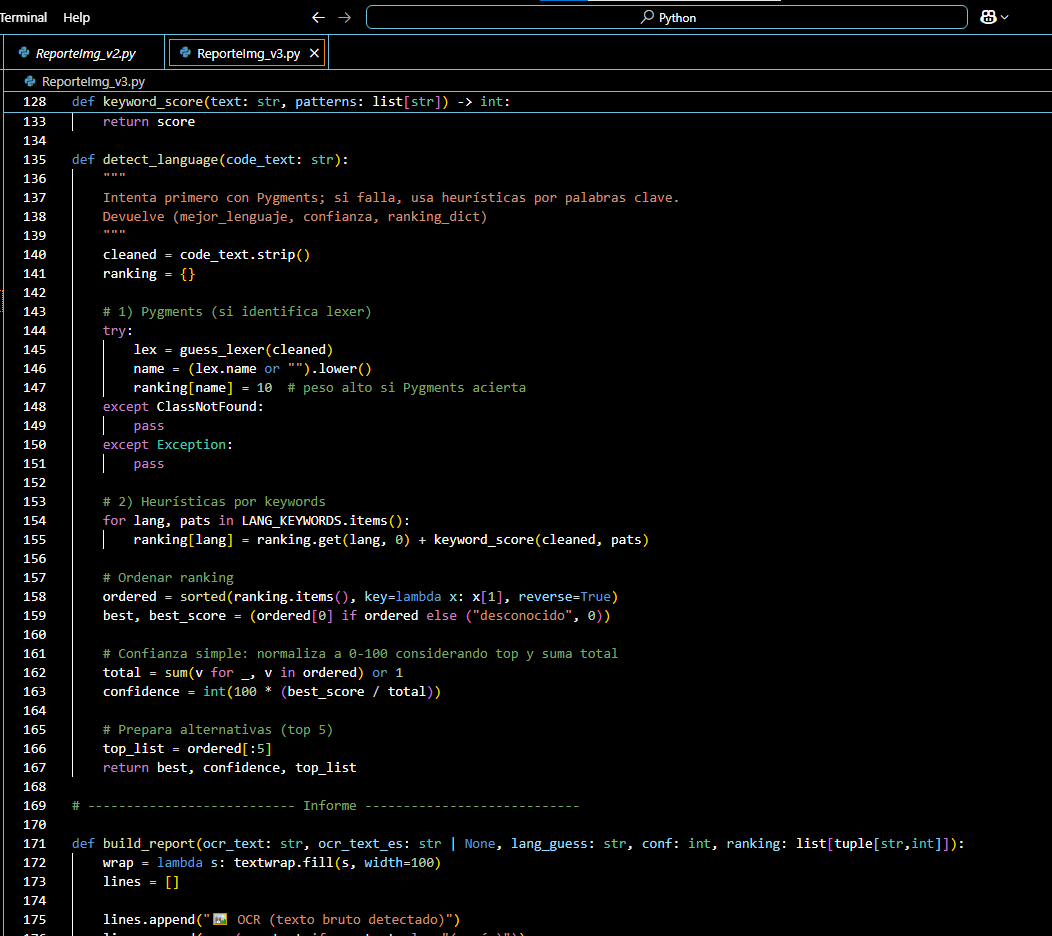 Terminal Help Python
ReporteImg_v2.py ReporteImg_v3.py
ReporteImg_v3.py
128 def keyword_score(text: str, patterns: list[str]) -> int:
133     return score
134
135 def detect_language(code_text: str):
136     """
137     Intenta primero con Pygments; si falla, usa heurísticas por palabras clave.
138     Devuelve (mejor_lenguaje, confianza, ranking_dict)
139     """
140     cleaned = code_text.strip()
141     ranking = {}
142
143     # 1) Pygments (si identifica lexer)
144     try:
145         lex = guess_lexer(cleaned)
146         name = (lex.name or "").lower()
147         ranking[name] = 10  # peso alto si Pygments acierta
148     except ClassNotFound:
149         pass
150     except Exception:
151         pass
152
153     # 2) Heurísticas por keywords
154     for lang, pats in LANG_KEYWORDS.items():
155         ranking[lang] = ranking.get(lang, 0) + keyword_score(cleaned, pats)
156
157     # Ordenar ranking
158     ordered = sorted(ranking.items(), key=lambda x: x[1], reverse=True)
159     best, best_score = (ordered[0] if ordered else ("desconocido", 0))
160
161     # Confianza simple: normaliza a 0-100 considerando top y suma total
162     total = sum(v for _, v in ordered) or 1
163     confidence = int(100 * (best_score / total))
164
165     # Prepara alternativas (top 5)
166     top_list = ordered[:5]
167     return best, confidence, top_list
168
169 # --------------------------- Informe ----------------------------
170
171 def build_report(ocr_text: str, ocr_text_es: str | None, lang_guess: str, conf: int, ranking: list[tuple[str,int]]):
172     wrap = lambda s: textwrap.fill(s, width=100)
173     lines = []
174
175     lines.append("🖼️ OCR (texto bruto detectado)")